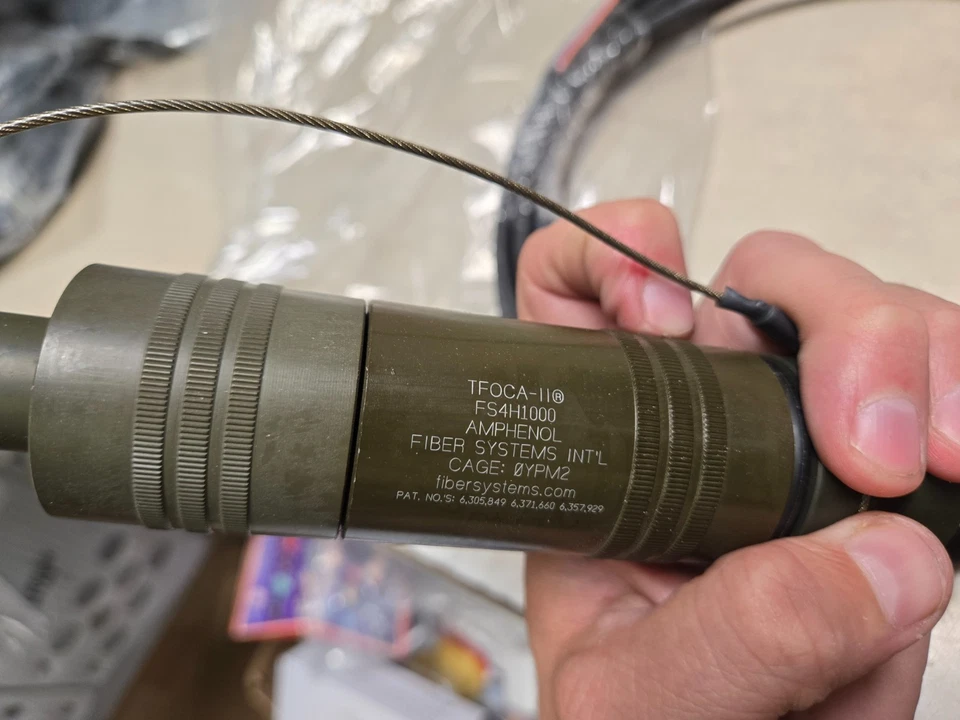 TFOCA-II®
FS4H1000
AMPHENOL
FIBER SYSTEMS INT'L
CAGE: 0YPM2
fibersystems.com
PAT. NO.'S: 6,305,849 6,371,660 6,357,929